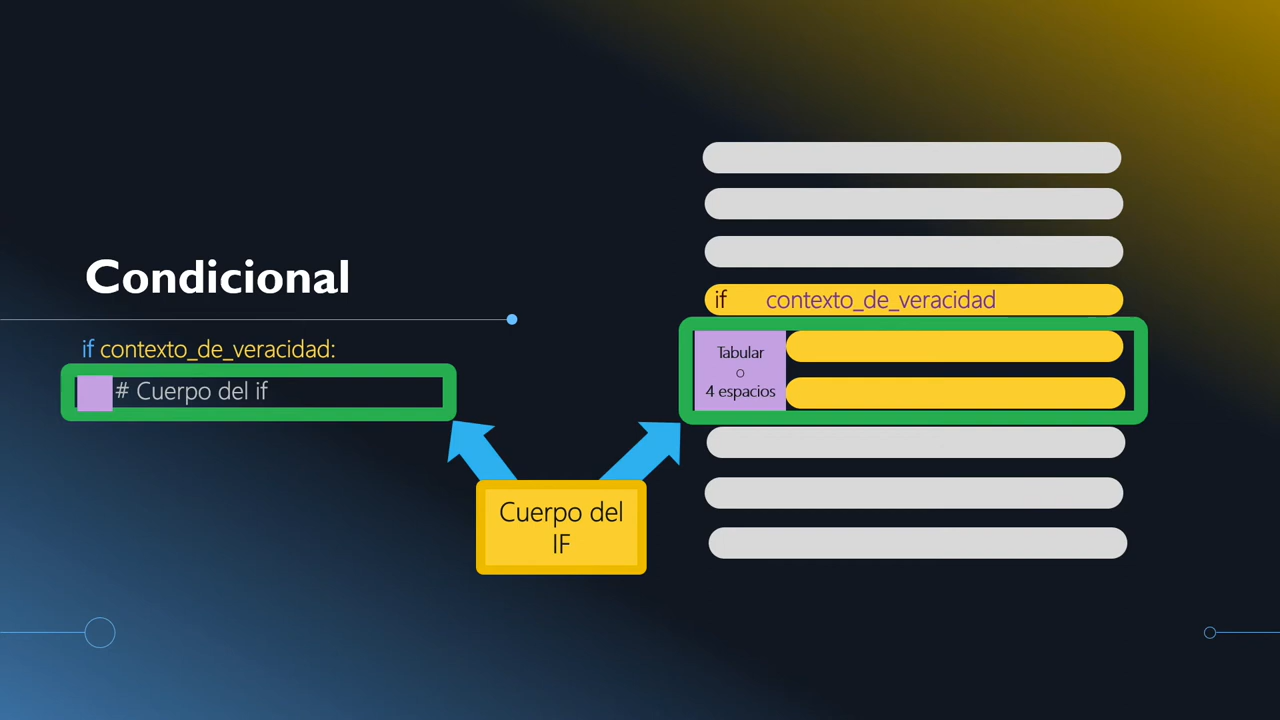 Condicional
if contexto_de_veracidad:
# Cuerpo del if
Cuerpo del
IF
if contexto_de_veracidad
Tabular
o
4 espacios